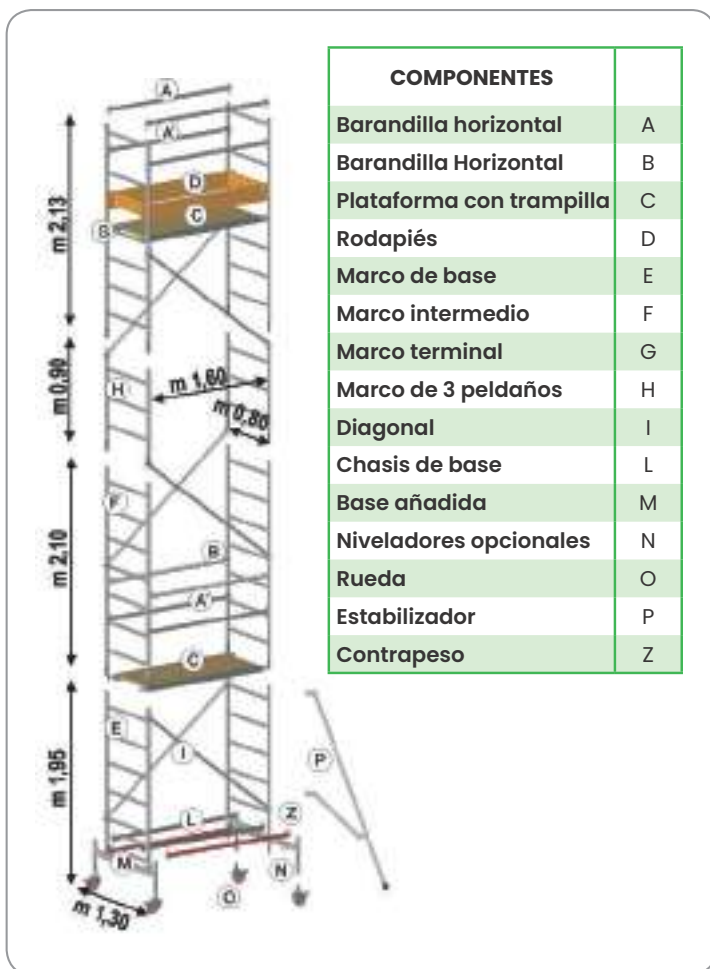 COMPONENTES
Barandilla horizontal A
Barandilla Horizontal B
Plataforma con trampilla C
Rodapiés D
Marco de base E
Marco intermedio F
Marco terminal G
Marco de 3 peldaños H
Diagonal I
Chasis de base L
Base añadida M
Niveladores opcionales N
Rueda O
Estabilizador P
Contrapeso Z
A
A
D
C
B
m 2,13
m 0,90
H
m 1,60
m 0,80
F
m 2,10
B
A
C
E
I
m 1,95
P
L
Z
M
N
O
m 1,30